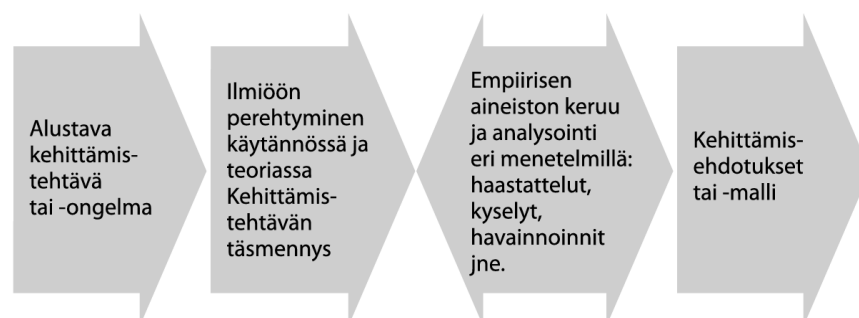 Alustava
kehittämis-
tehtävä
tai -ongelma
Ilmiöön
perehtyminen
käytännössä ja
teoriassa
Kehittämis-
tehtävän
täsmennys
Empiirisen
aineiston keruu
ja analysointi
eri menetelmillä:
haastattelut,
kyselyt,
havainnoinnit
jne.
Kehittämis-
ehdotukset
tai -malli